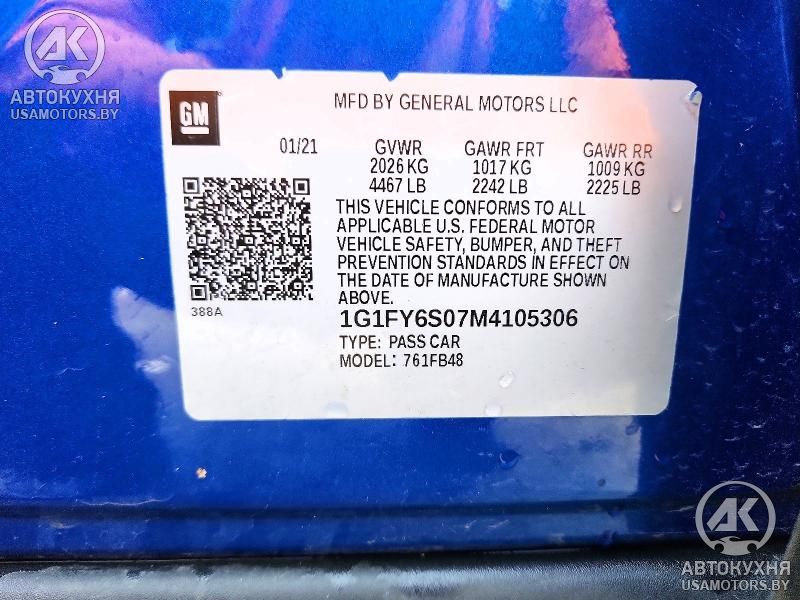 AK
АВТОКУХНЯ
USAMOTORS.BY
GM
MFD BY GENERAL MOTORS LLC
01/21 GVWR GAWR FRT GAWR RR
2026 KG 1017 KG 1009 KG
4467 LB 2242 LB 2225 LB
THIS VEHICLE CONFORMS TO ALL
APPLICABLE U.S. FEDERAL MOTOR
VEHICLE SAFETY, BUMPER, AND THEFT
PREVENTION STANDARDS IN EFFECT ON
THE DATE OF MANUFACTURE SHOWN
ABOVE.
388A
1G1FY6S07M4105306
TYPE: PASS CAR
MODEL: 761FB48
AK
АВТОКУХНЯ
USAMOTORS.BY